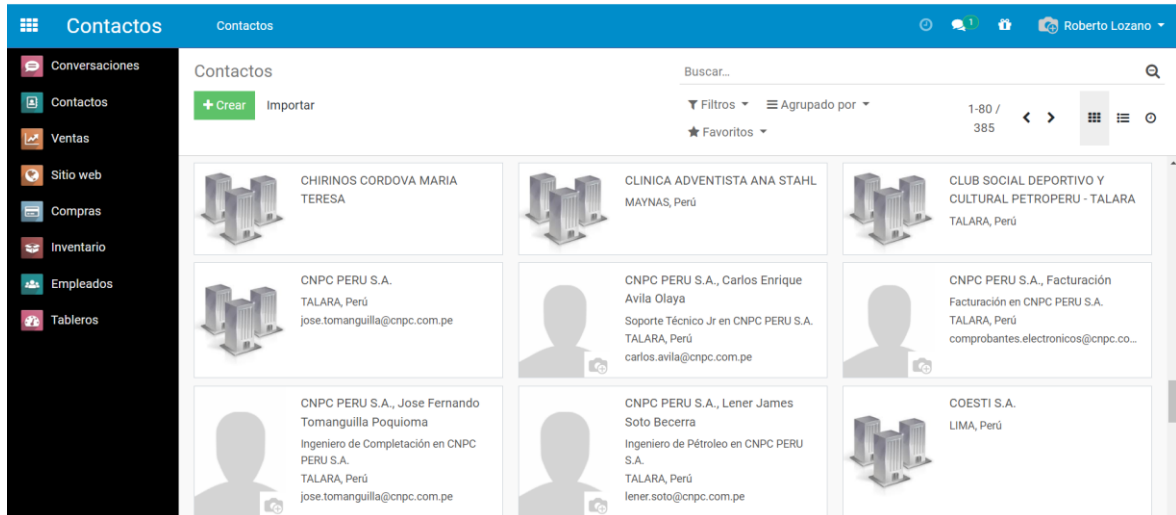 Contactos
Contactos
1
Roberto Lozano
Conversaciones
Contactos
Ventas
Sitio web
Compras
Inventario
Empleados
Tableros
Contactos
Buscar...
+ Crear
Importar
Filtros
Agrupado por
Favoritos
1-80 /
385
CHIRINOS CORDOVA MARIA
TERESA
CLINICA ADVENTISTA ANA STAHL
MAYNAS, Perú
CLUB SOCIAL DEPORTIVO Y
CULTURAL PETROPERU - TALARA
TALARA, Perú
CNPC PERU S.A.
TALARA, Perú
jose.tomanguilla@cnpc.com.pe
CNPC PERU S.A., Carlos Enrique
Avila Olaya
Soporte Técnico Jr en CNPC PERU S.A.
TALARA, Perú
carlos.avila@cnpc.com.pe
CNPC PERU S.A., Facturación
Facturación en CNPC PERU S.A.
TALARA, Perú
comprobantes.electronicos@cnpc.co...
CNPC PERU S.A., Jose Fernando
Tomanguilla Poquioma
Ingeniero de Completación en CNPC
PERU S.A.
TALARA, Perú
jose.tomanguilla@cnpc.com.pe
CNPC PERU S.A., Lener James
Soto Becerra
Ingeniero de Pétroleo en CNPC PERU
S.A.
TALARA, Perú
lener.soto@cnpc.com.pe
COESTI S.A.
LIMA, Perú